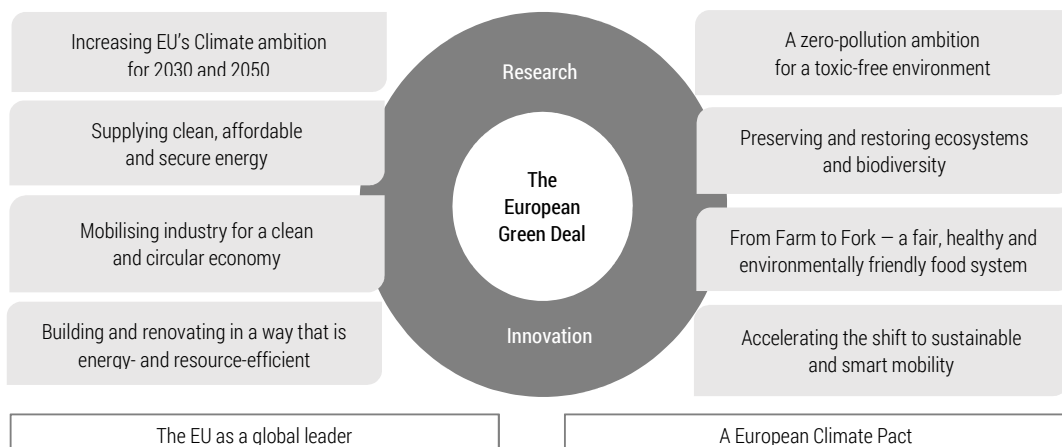 Increasing EU's Climate ambition
for 2030 and 2050
Supplying clean, affordable
and secure energy
Mobilising industry for a clean
and circular economy
Building and renovating in a way that is
energy- and resource-efficient
Research
The
European
Green Deal
Innovation
A zero-pollution ambition
for a toxic-free environment
Preserving and restoring ecosystems
and biodiversity
From Farm to Fork – a fair, healthy and
environmentally friendly food system
Accelerating the shift to sustainable
and smart mobility
The EU as a global leader
A European Climate Pact